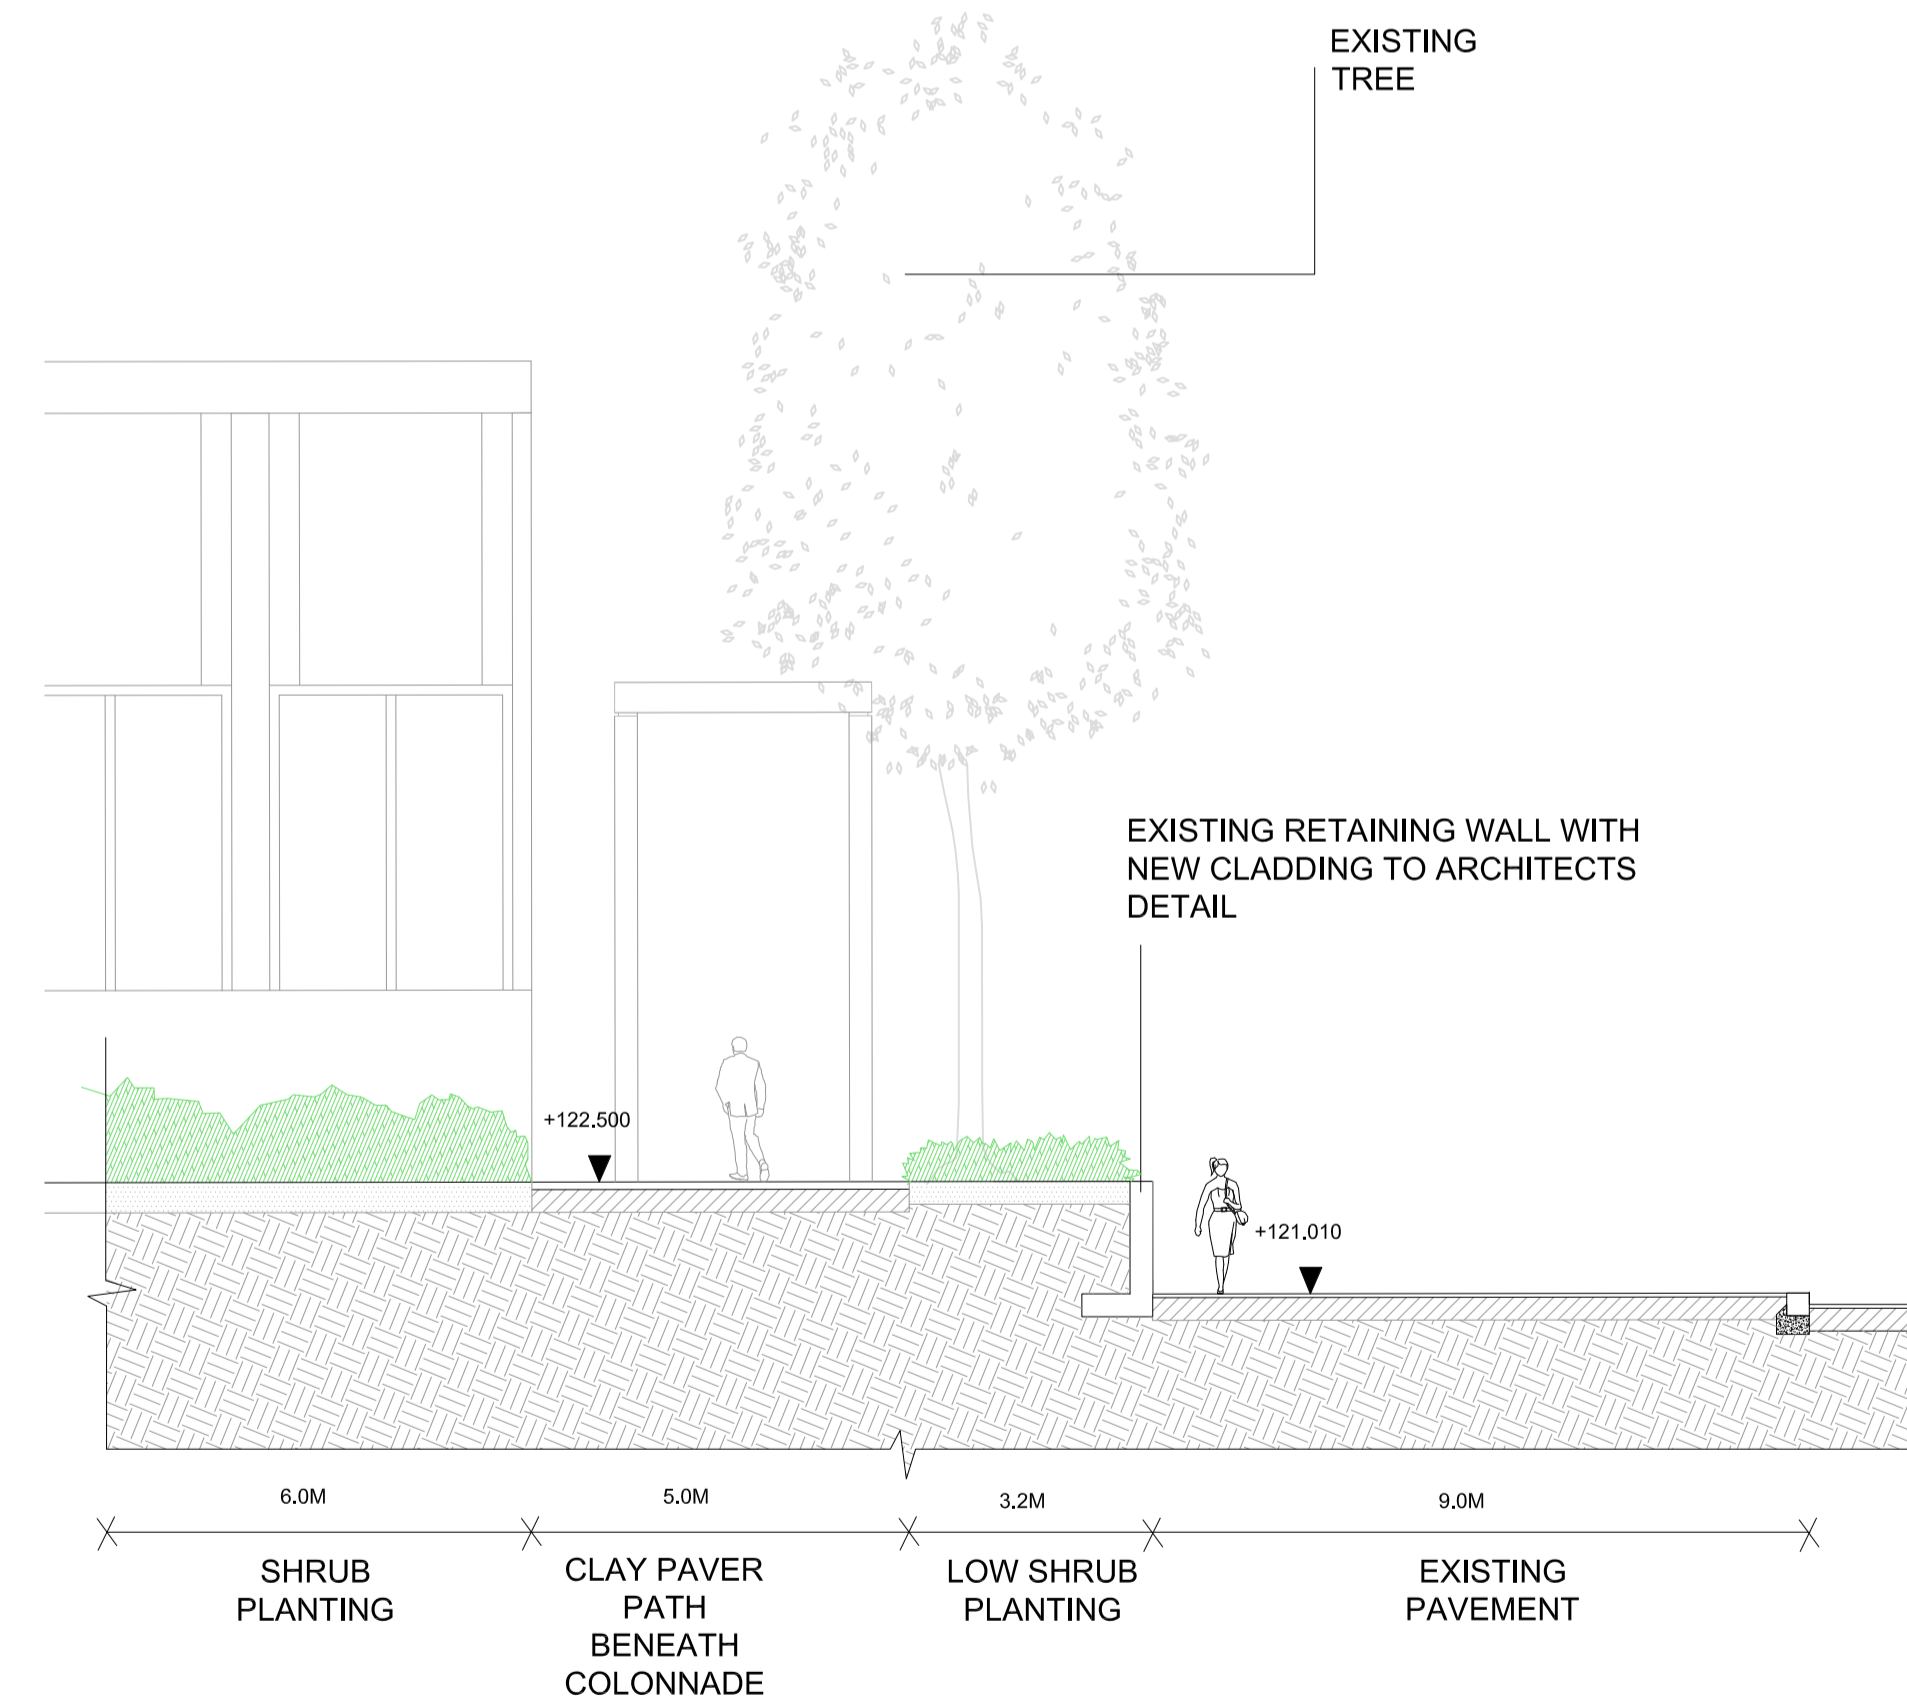 EXISTING
TREE
EXISTING RETAINING WALL WITH
NEW CLADDING TO ARCHITECTS
DETAIL
+122.500
+121.010
6.0M
5.0M
3.2M
9.0M
SHRUB
PLANTING
CLAY PAVER
PATH
BENEATH
COLONNADE
LOW SHRUB
PLANTING
EXISTING
PAVEMENT